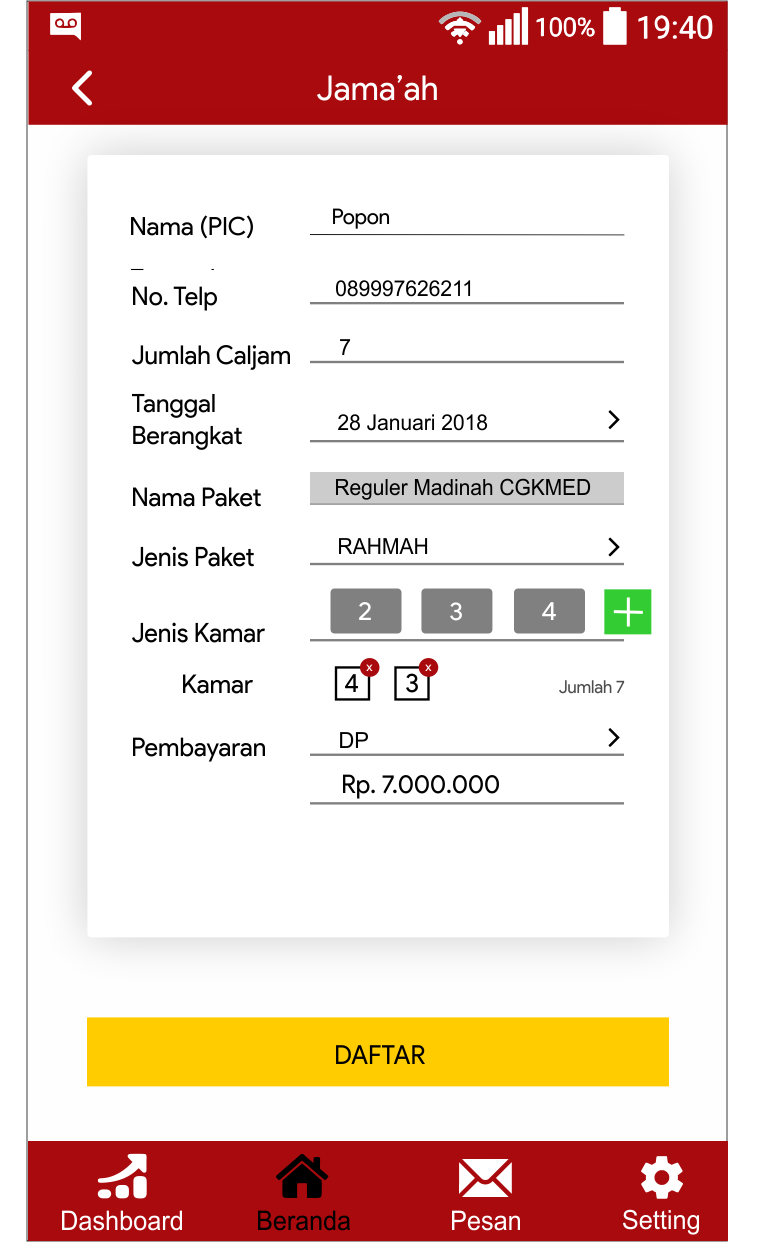 100% 19:40
Jama’ah
Nama (PIC) Popon
No. Telp 089997626211
Jumlah Caljam 7
Tanggal
Berangkat 28 Januari 2018
Nama Paket Reguler Madinah CGKMED
Jenis Paket RAHMAH
Jenis Kamar 2 3 4 +
Kamar 4 x 3 x Jumlah 7
Pembayaran DP
Rp. 7.000.000
DAFTAR
Dashboard Beranda Pesan Setting